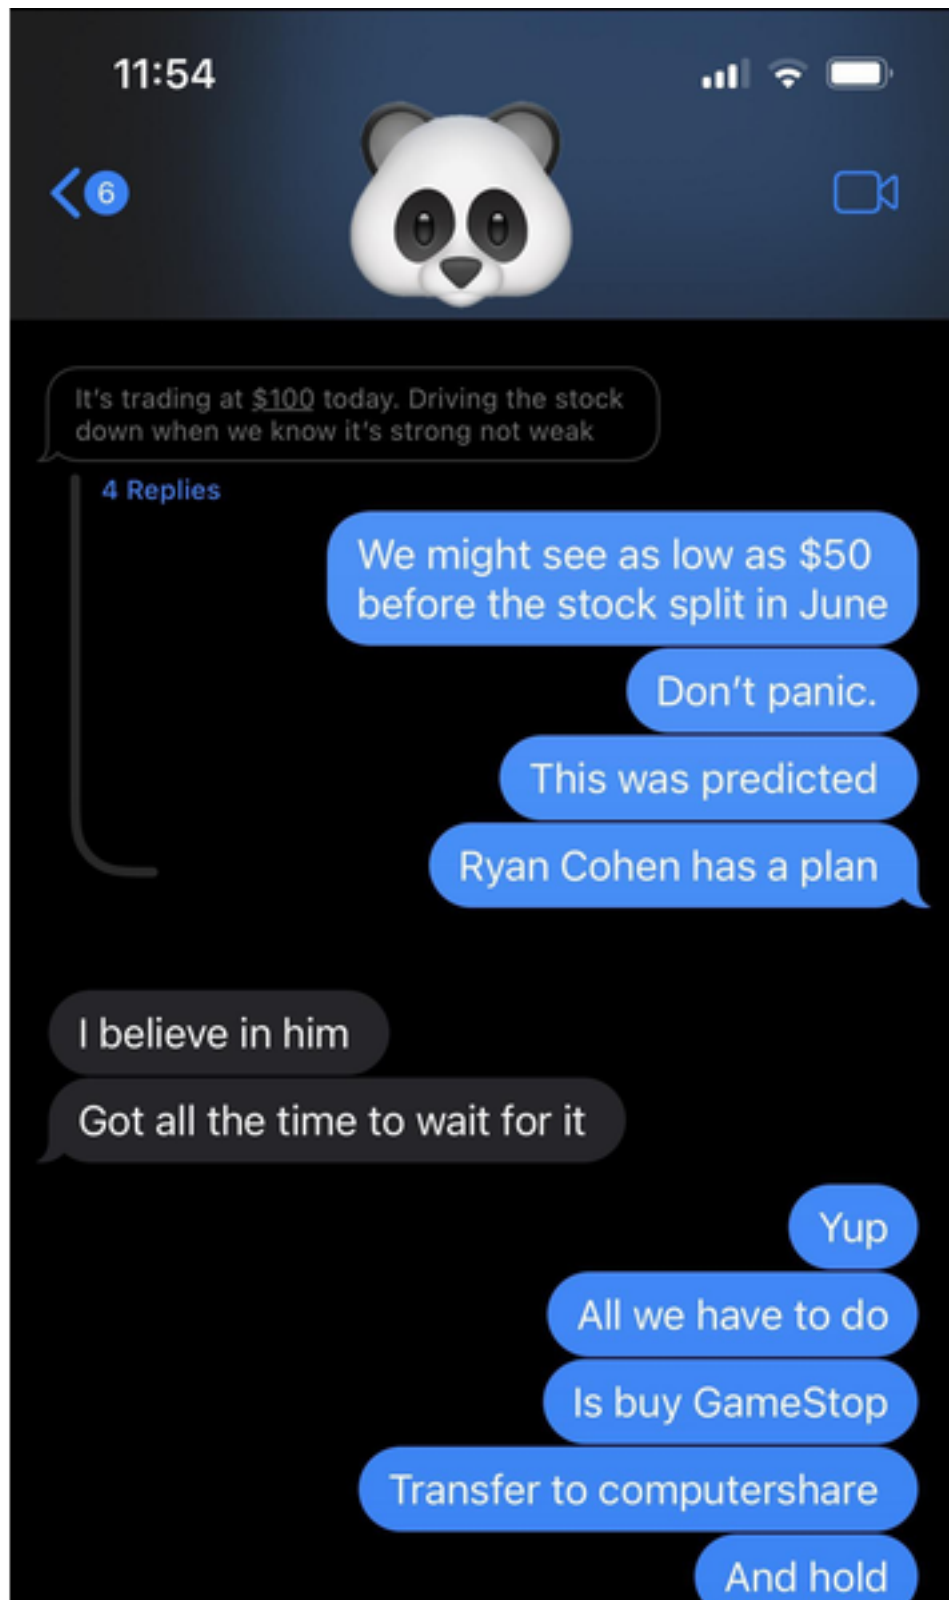 11:54
6
It's trading at $100 today. Driving the stock
down when we know it's strong not weak
4 Replies
We might see as low as $50
before the stock split in June
Don't panic.
This was predicted
Ryan Cohen has a plan
I believe in him
Got all the time to wait for it
Yup
All we have to do
Is buy GameStop
Transfer to computershare
And hold